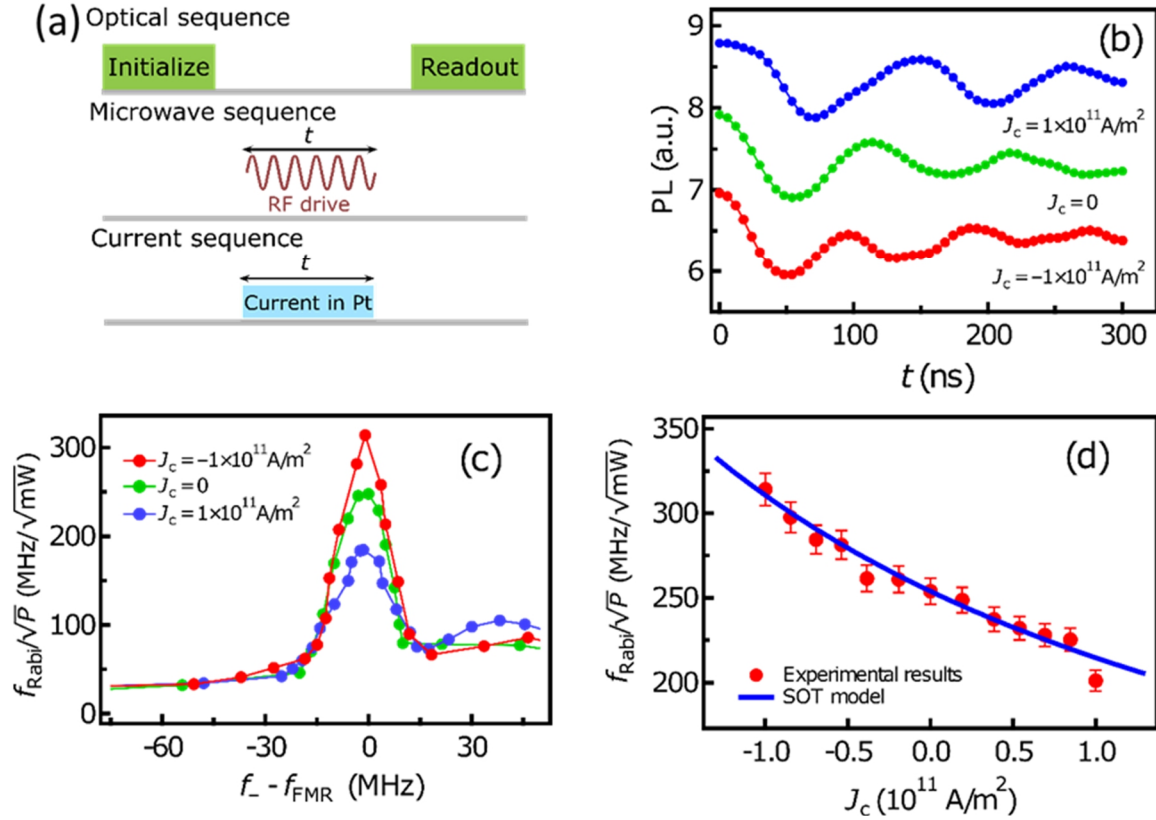 (a)
Optical sequence
Initialize
Readout
Microwave sequence
t
RF drive
Current sequence
t
Current in Pt
(b)
9
8
7
6
PL (a.u.)
J_c = 1×10^11 A/m^2
J_c = 0
J_c = −1×10^11 A/m^2
0
100
200
300
t (ns)
(c)
300
200
100
0
f_Rabi/√P (MHz/√mW)
J_c = −1×10^11 A/m^2
J_c = 0
J_c = 1×10^11 A/m^2
-60
-30
0
30
f_- - f_FMR (MHz)
(d)
350
300
250
200
f_Rabi/√P (MHz/√mW)
Experimental results
SOT model
-1.0
-0.5
0.0
0.5
1.0
J_c (10^11 A/m^2)